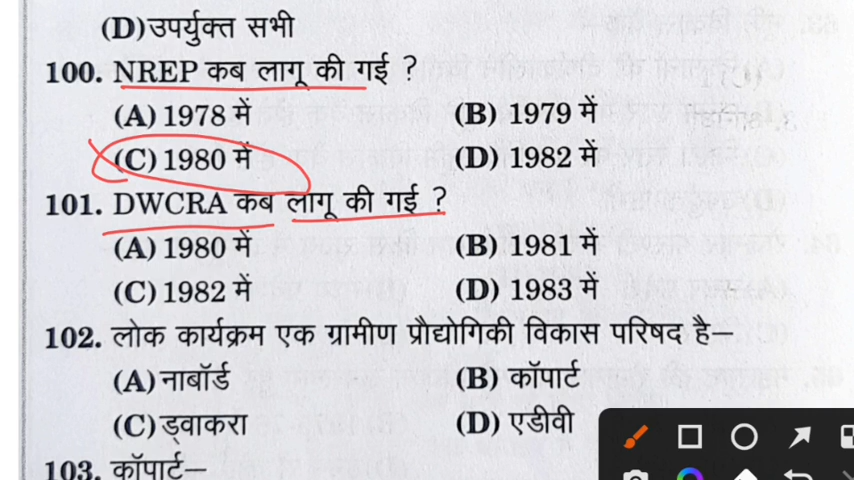 (D) उपर्युक्त सभी
100. NREP कब लागू की गई ?
(A) 1978 में (B) 1979 में
(C) 1980 में (D) 1982 में
101. DWCRA कब लागू की गई ?
(A) 1980 में (B) 1981 में
(C) 1982 में (D) 1983 में
102. लोक कार्यक्रम एक ग्रामीण प्रौद्योगिकी विकास परिषद है–
(A) नाबॉर्ड (B) कॉपार्ट
(C) ड्वाकरा (D) एडीवी
103. कॉपार्ट–